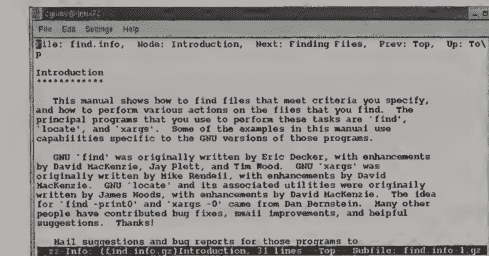 File Edit Settings Help
File: find.info, Node: Introduction, Next: Finding Files, Prev: Top, Up: To\
p
Introduction
************
This manual shows how to find files that meet criteria you specify,
and how to perform various actions on the files that you find. The
principal programs that you use to perform these tasks are `find',
`locate', and `xargs'. Some of the examples in this manual use
capabilities specific to the GNU versions of those programs.
GNU `find' was originally written by Eric Decker, with enhancements
by David MacKenzie, Jay Plett, and Tim Wood. GNU `xargs' was
originally written by Mike Rendell, with enhancements by David
MacKenzie. GNU `locate' and its associated utilities were originally
written by James Woods, with enhancements by David MacKenzie. The idea
for `find -print0' and `xargs -0' came from Dan Bernstein. Many other
people have contributed bug fixes, small improvements, and helpful
suggestions. Thanks!
Mail suggestions and bug reports for those programs to
zz-Info: (find.info.gz)Introduction, 31 lines --Top-- Subfile: find.info-1.gz